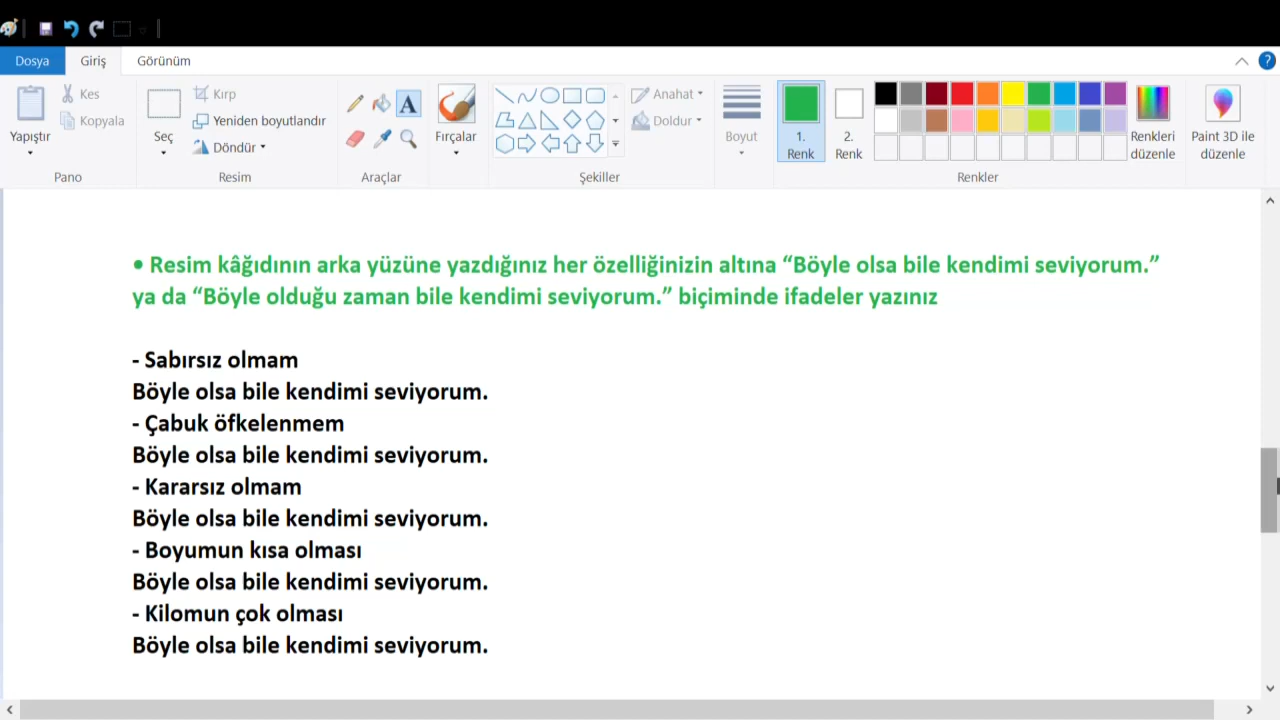 Dosya Giriş Görünüm
Yapıştır
Kes
Kopyala
Pano
Seç
Kırp
Yeniden boyutlandır
Döndür
Resim
A
Araçlar
Fırçalar
Şekiller
Anahat
Doldur
Boyut
1. Renk
2. Renk
Renkleri düzenle
Renkler
Paint 3D ile düzenle
• Resim kâğıdının arka yüzüne yazdığınız her özelliğinizin altına “Böyle olsa bile kendimi seviyorum.”
ya da “Böyle olduğu zaman bile kendimi seviyorum.” biçiminde ifadeler yazınız
- Sabırsız olmam
Böyle olsa bile kendimi seviyorum.
- Çabuk öfkelenmem
Böyle olsa bile kendimi seviyorum.
- Kararsız olmam
Böyle olsa bile kendimi seviyorum.
- Boyumun kısa olması
Böyle olsa bile kendimi seviyorum.
- Kilomun çok olması
Böyle olsa bile kendimi seviyorum.